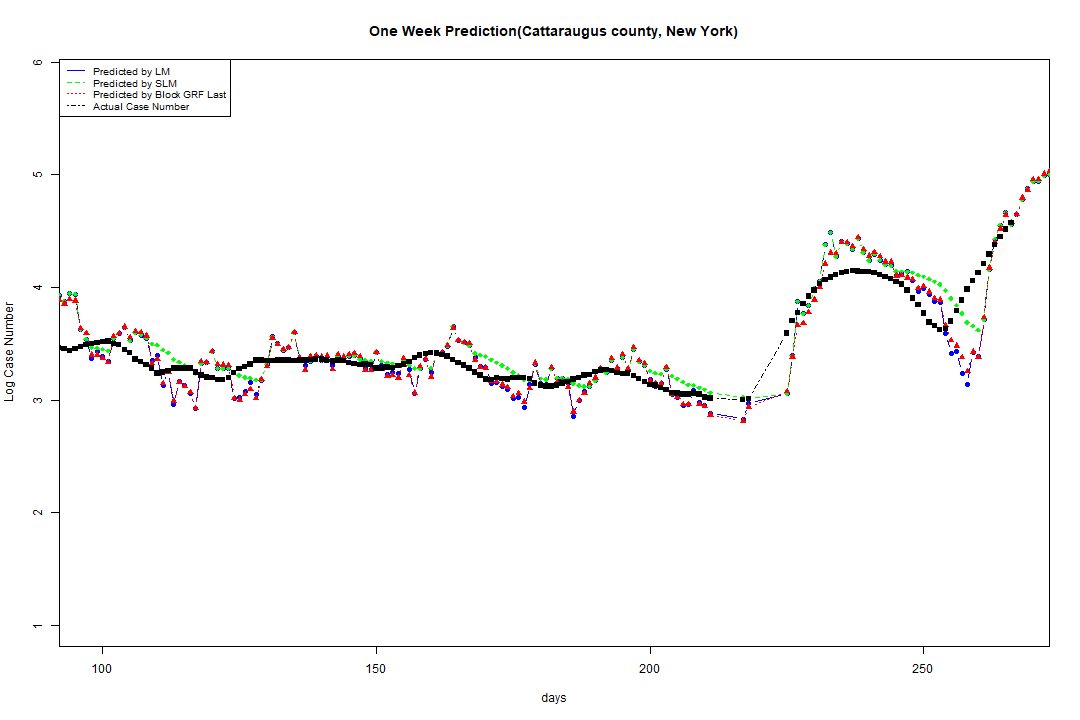 One Week Prediction(Cattaraugus county, New York)
Predicted by LM
Predicted by SLM
Predicted by Block GRF Last
Actual Case Number
6
5
4
3
2
1
Log Case Number
100 150 200 250
days